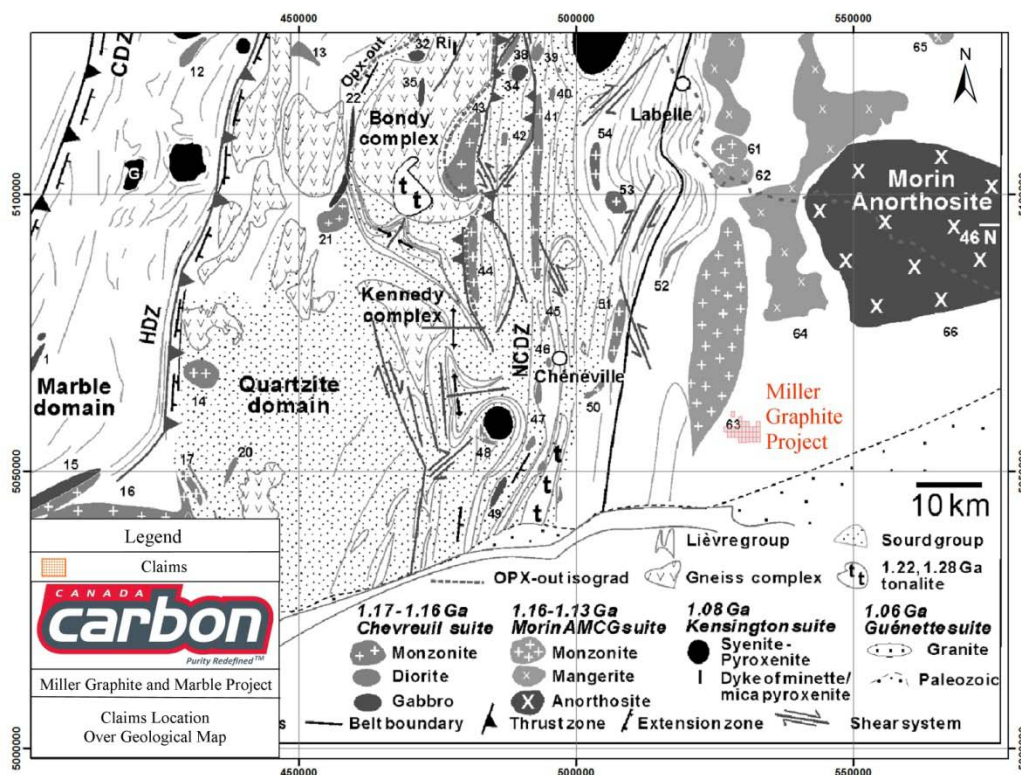 450000
500000
550000
CDZ
12
13
Opx-out
32
Ri
22
35
38
34
39
40
43
41
42
65
N
Labelle
Bondy
complex
54
61
62
G
t
t
t
53
21
Morin
Anorthosite
46 N
5100000
5100000
44
52
Kennedy
complex
51
45
64
66
HDZ
1
Marble
domain
14
Quartzite
domain
NCDZ
46
Chénéville
50
47
63
Miller
Graphite
Project
48
t
t
t
49
15
16
17
20
5050000
5050000
10 km
Legend
Claims
CANADA
carbon
Purity Redefined™
Miller Graphite and Marble Project
Claims Location
Over Geological Map
Lièvre group
Sourd group
OPX-out isograd
Gneiss complex
tt
1.22, 1.28 Ga
tonalite
1.17-1.16 Ga
Chevreuil suite
Monzonite
Diorite
Gabbro
1.16-1.13 Ga
Morin AMCG suite
Monzonite
Mangerite
Anorthosite
1.08 Ga
Kensington suite
Syenite-
Pyroxenite
Dyke of minette/
mica pyroxenite
1.06 Ga
Guénette suite
Granite
Paleozoic
s
Belt boundary
Thrust zone
Extension zone
Shear system
5000000
5000000
450000
500000
550000